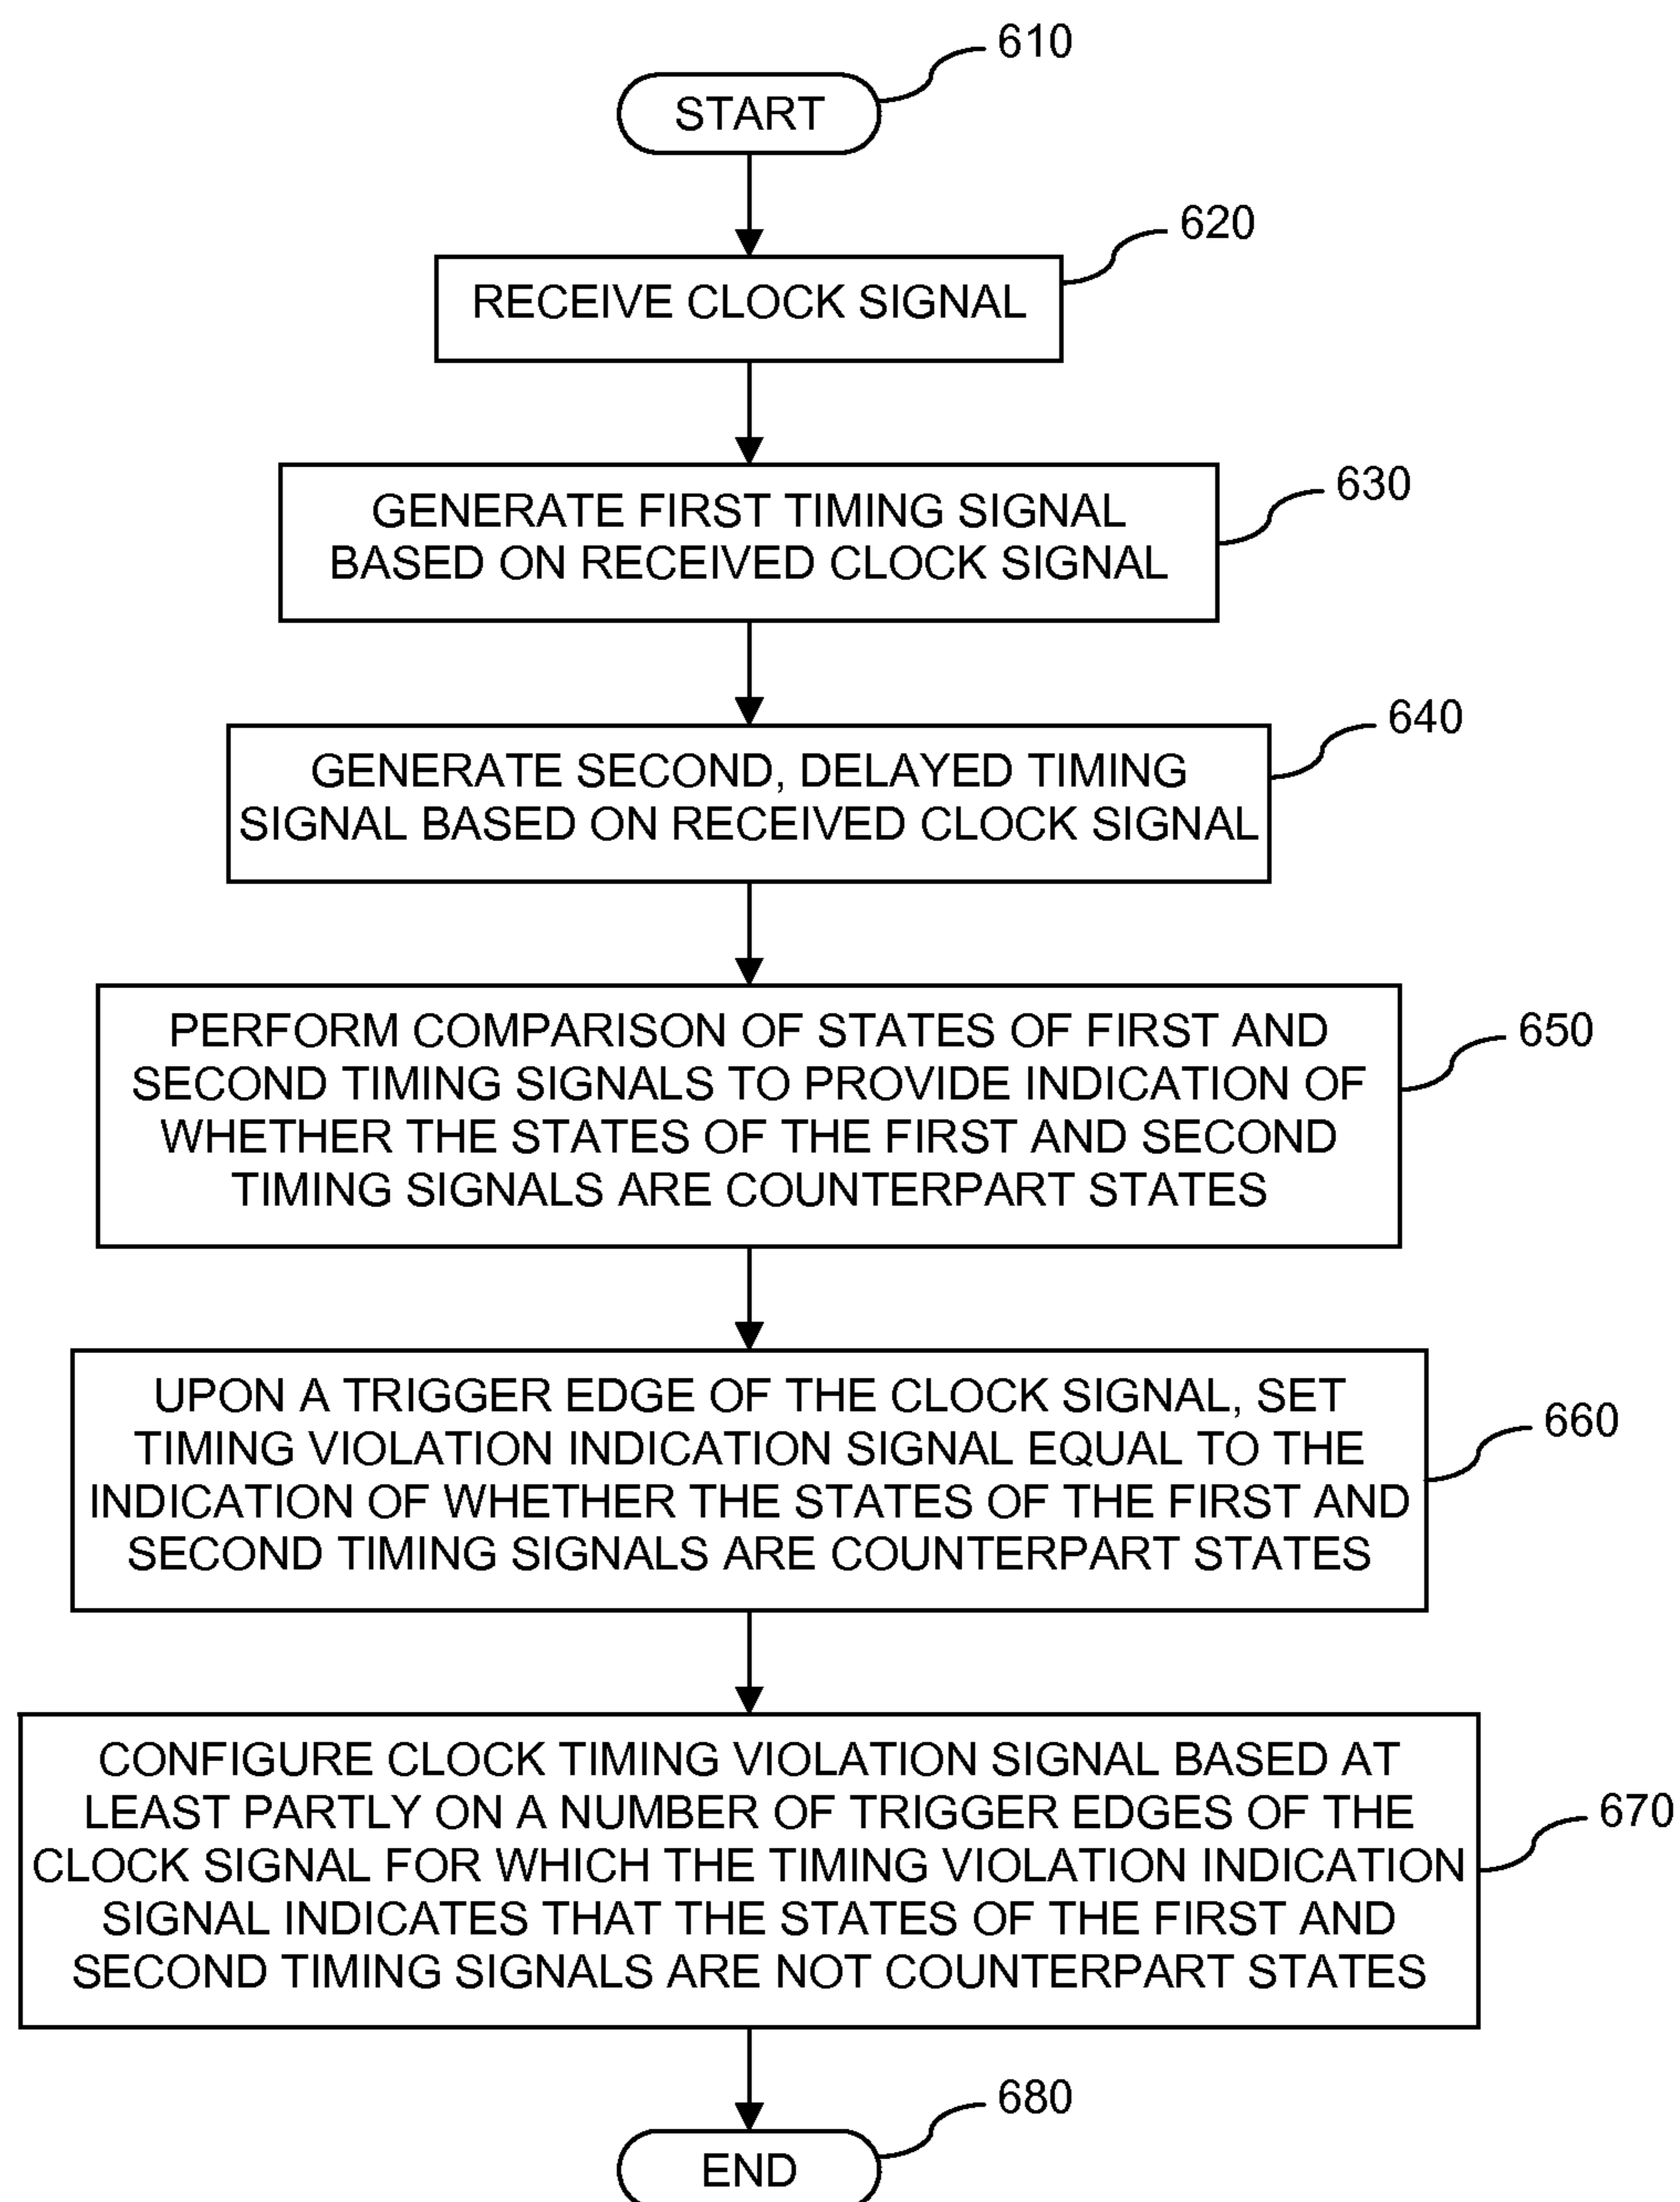 610
START
620
RECEIVE CLOCK SIGNAL
630
GENERATE FIRST TIMING SIGNAL
BASED ON RECEIVED CLOCK SIGNAL
640
GENERATE SECOND, DELAYED TIMING
SIGNAL BASED ON RECEIVED CLOCK SIGNAL
650
PERFORM COMPARISON OF STATES OF FIRST AND
SECOND TIMING SIGNALS TO PROVIDE INDICATION OF
WHETHER THE STATES OF THE FIRST AND SECOND
TIMING SIGNALS ARE COUNTERPART STATES
660
UPON A TRIGGER EDGE OF THE CLOCK SIGNAL, SET
TIMING VIOLATION INDICATION SIGNAL EQUAL TO THE
INDICATION OF WHETHER THE STATES OF THE FIRST AND
SECOND TIMING SIGNALS ARE COUNTERPART STATES
670
CONFIGURE CLOCK TIMING VIOLATION SIGNAL BASED AT
LEAST PARTLY ON A NUMBER OF TRIGGER EDGES OF THE
CLOCK SIGNAL FOR WHICH THE TIMING VIOLATION INDICATION
SIGNAL INDICATES THAT THE STATES OF THE FIRST AND
SECOND TIMING SIGNALS ARE NOT COUNTERPART STATES
680
END